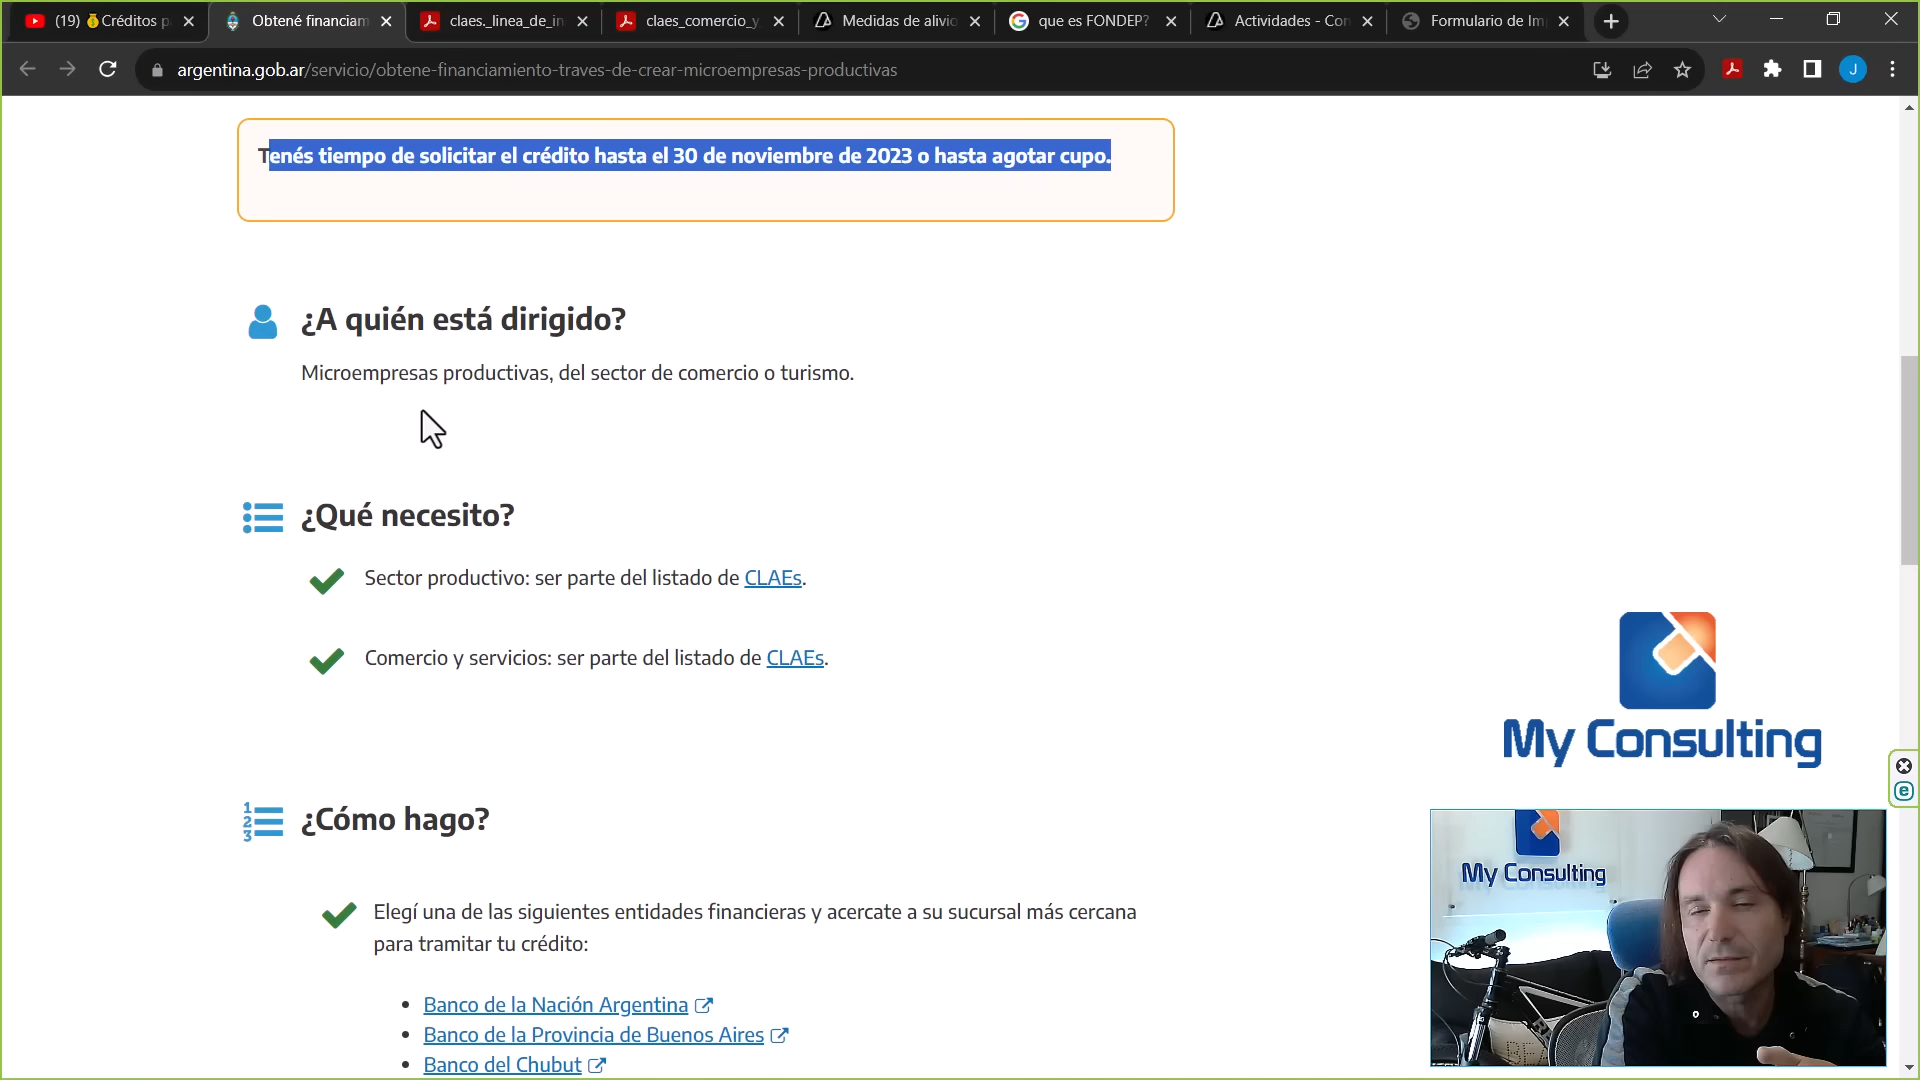 (19) Créditos p
Obtené financiam
claes._linea_de_in
claes_comercio_y
Medidas de alivio
que es FONDEP?
Actividades - Con
Formulario de Im
argentina.gob.ar/servicio/obtene-financiamiento-traves-de-crear-microempresas-productivas
J
Tenés tiempo de solicitar el crédito hasta el 30 de noviembre de 2023 o hasta agotar cupo.
¿A quién está dirigido?
Microempresas productivas, del sector de comercio o turismo.
¿Qué necesito?
Sector productivo: ser parte del listado de CLAEs.
Comercio y servicios: ser parte del listado de CLAEs.
My Consulting
1
2
3
¿Cómo hago?
Elegí una de las siguientes entidades financieras y acercate a su sucursal más cercana
para tramitar tu crédito:
Banco de la Nación Argentina
Banco de la Provincia de Buenos Aires
Banco del Chubut
My Consulting